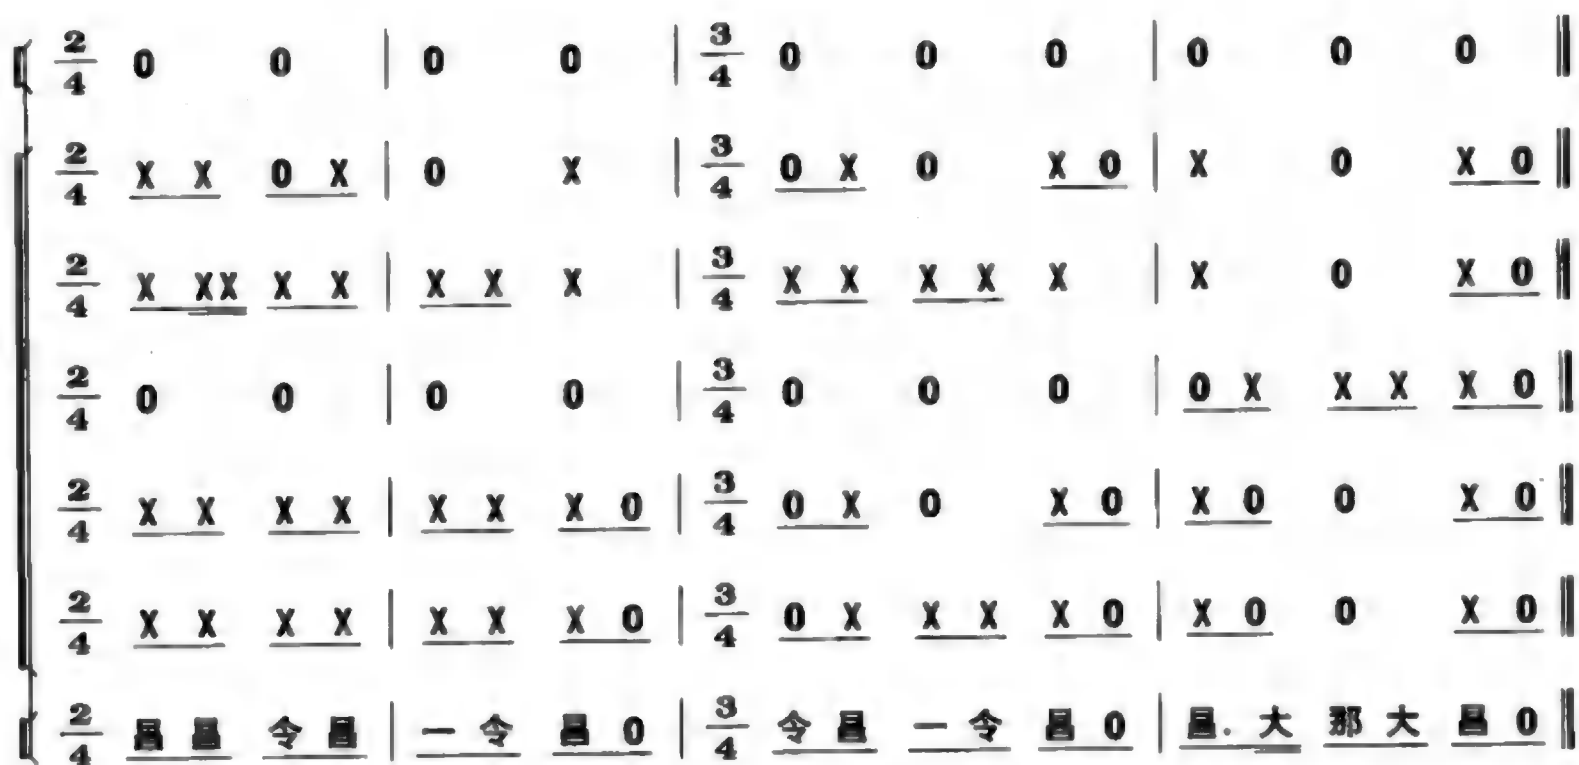 2/4 0 0 | 0 0 | 3/4 0 0 0 | 0 0 0 ‖
2/4 X X 0 X | 0 X | 3/4 0 X 0 X 0 | X 0 X 0 ‖
2/4 X XX X X | X X X | 3/4 X X X X X | X 0 X 0 ‖
2/4 0 0 | 0 0 | 3/4 0 0 0 | 0 X X X X 0 ‖
2/4 X X X X | X X X 0 | 3/4 0 X 0 X 0 | X 0 0 X 0 ‖
2/4 X X X X | X X X 0 | 3/4 0 X X X X 0 | X 0 0 X 0 ‖
2/4 昌 昌 令 昌 | 一 令 昌 0 | 3/4 令 昌 一 令 昌 0 | 昌. 大 那 大 昌 0 ‖